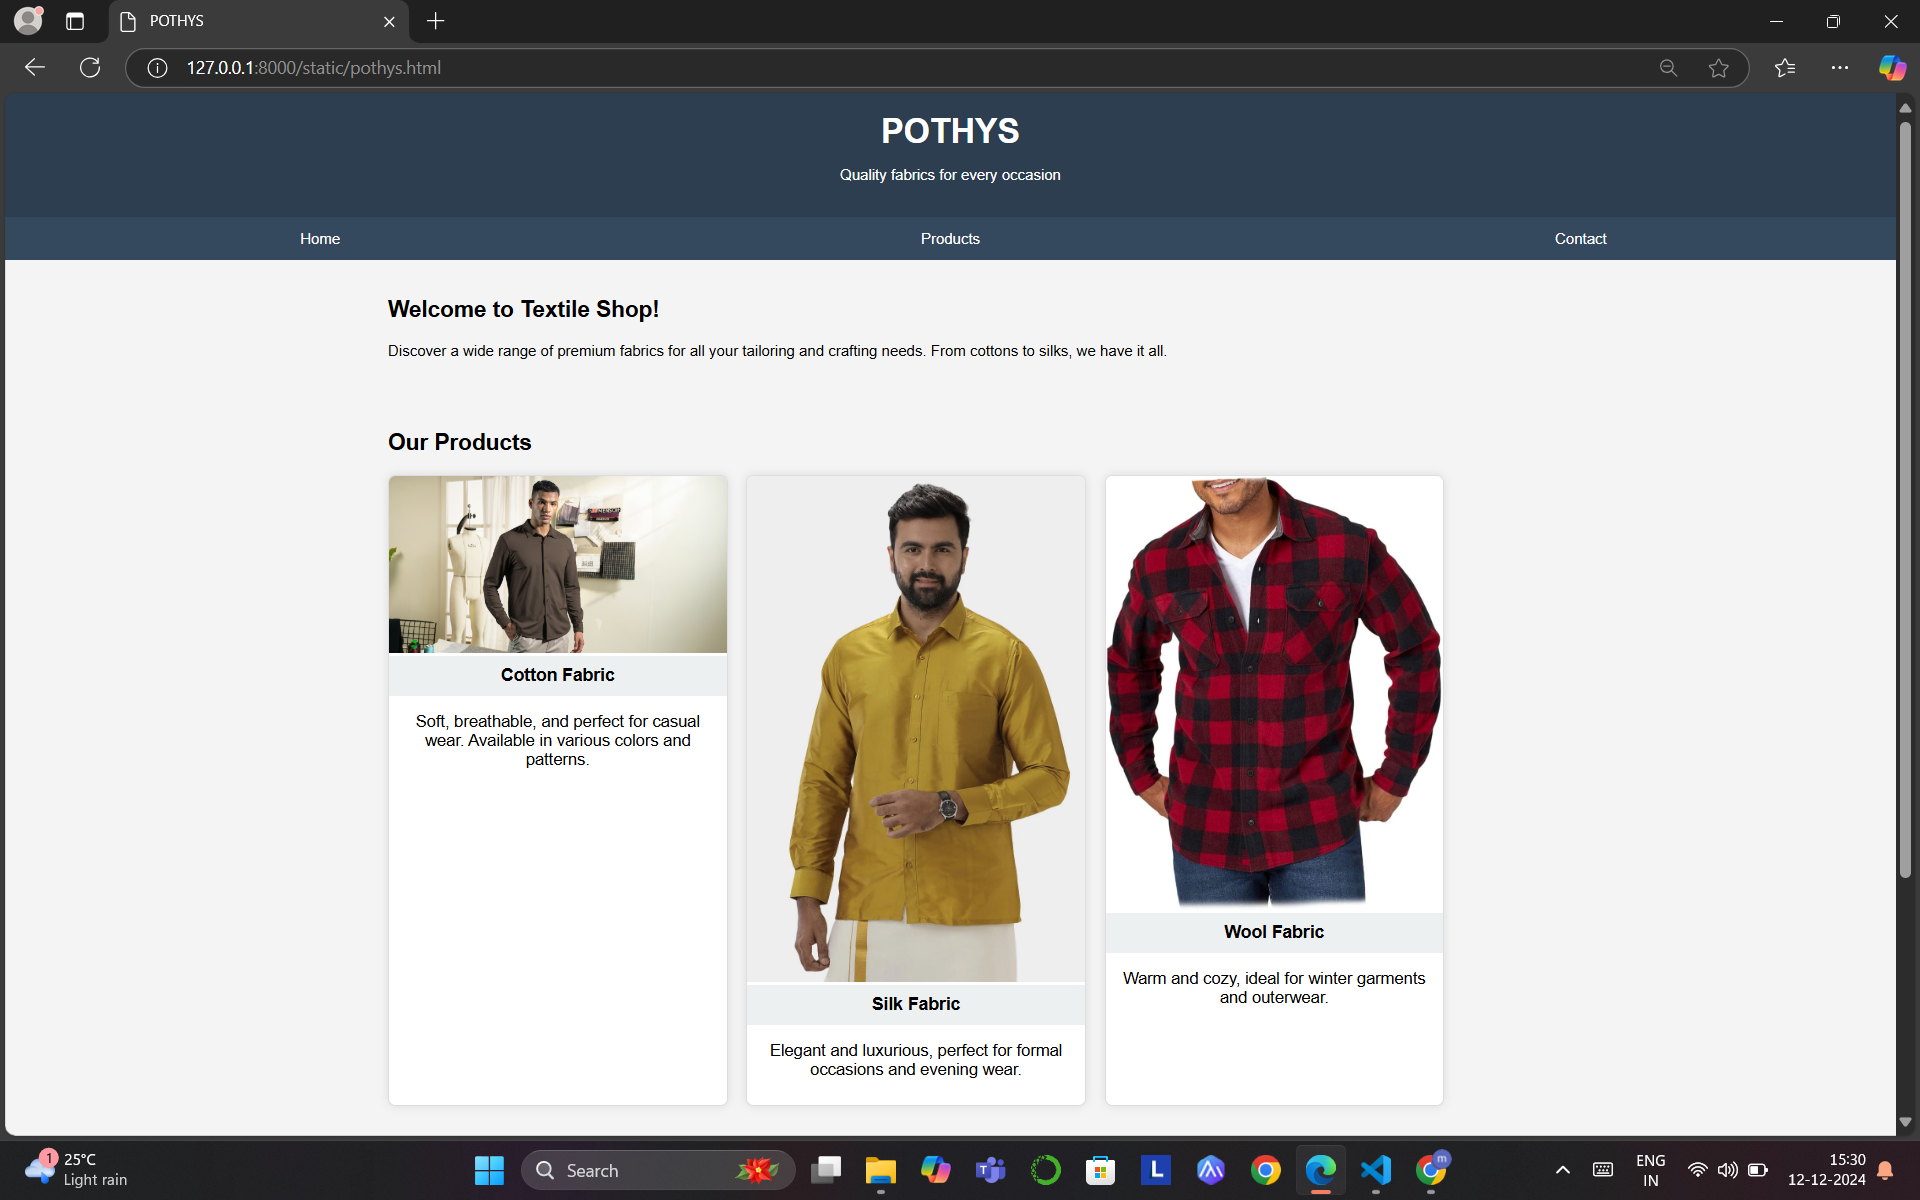 POTHYS
127.0.0.1:8000/static/pothys.html
POTHYS
Quality fabrics for every occasion
Home
Products
Contact
Welcome to Textile Shop!
Discover a wide range of premium fabrics for all your tailoring and crafting needs. From cottons to silks, we have it all.
Our Products
Cotton Fabric
Soft, breathable, and perfect for casual
wear. Available in various colors and
patterns.
Silk Fabric
Elegant and luxurious, perfect for formal
occasions and evening wear.
Wool Fabric
Warm and cozy, ideal for winter garments
and outerwear.
1
25°C
Light rain
Search
T
L
m
ENG
IN
15:30
12-12-2024